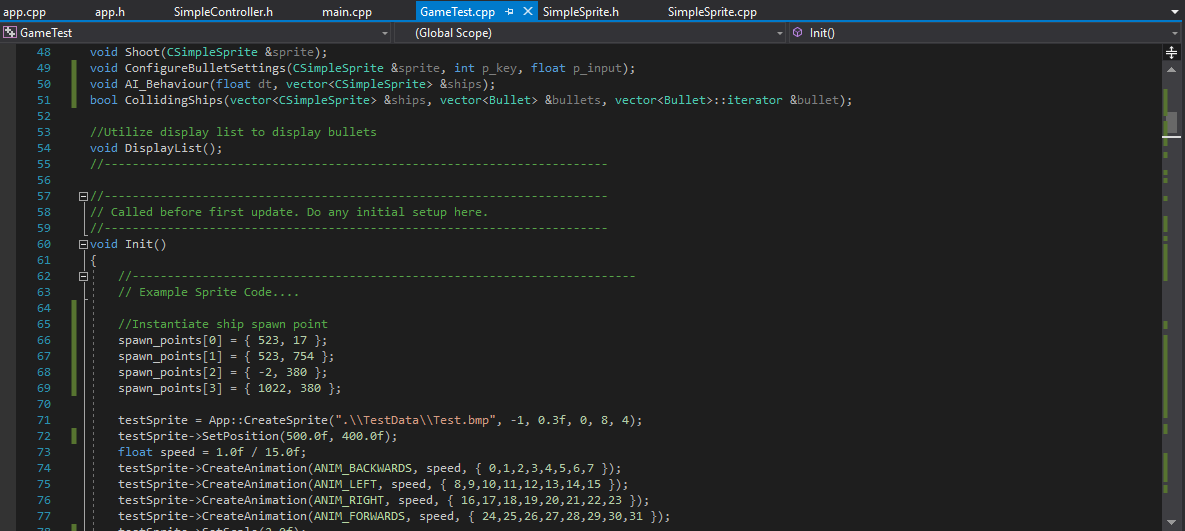 app.cpp app.h SimpleController.h main.cpp GameTest.cpp SimpleSprite.h SimpleSprite.cpp
GameTest (Global Scope) Init()
48 void Shoot(CSimpleSprite &sprite);
49 void ConfigureBulletSettings(CSimpleSprite &sprite, int p_key, float p_input);
50 void AI_Behaviour(float dt, vector<CSimpleSprite> &ships);
51 bool CollidingShips(vector<CSimpleSprite> &ships, vector<Bullet> &bullets, vector<Bullet>::iterator &bullet);
52
53 //Utilize display list to display bullets
54 void DisplayList();
55 //------------------------------------------------------------------------
56
57 //------------------------------------------------------------------------
58 // Called before first update. Do any initial setup here.
59 //------------------------------------------------------------------------
60 void Init()
61 {
62 //------------------------------------------------------------------------
63 // Example Sprite Code....
64
65 //Instantiate ship spawn point
66 spawn_points[0] = { 523, 17 };
67 spawn_points[1] = { 523, 754 };
68 spawn_points[2] = { -2, 380 };
69 spawn_points[3] = { 1022, 380 };
70
71 testSprite = App::CreateSprite(".\\TestData\\Test.bmp", -1, 0.3f, 0, 8, 4);
72 testSprite->SetPosition(500.0f, 400.0f);
73 float speed = 1.0f / 15.0f;
74 testSprite->CreateAnimation(ANIM_BACKWARDS, speed, { 0,1,2,3,4,5,6,7 });
75 testSprite->CreateAnimation(ANIM_LEFT, speed, { 8,9,10,11,12,13,14,15 });
76 testSprite->CreateAnimation(ANIM_RIGHT, speed, { 16,17,18,19,20,21,22,23 });
77 testSprite->CreateAnimation(ANIM_FORWARDS, speed, { 24,25,26,27,28,29,30,31 });